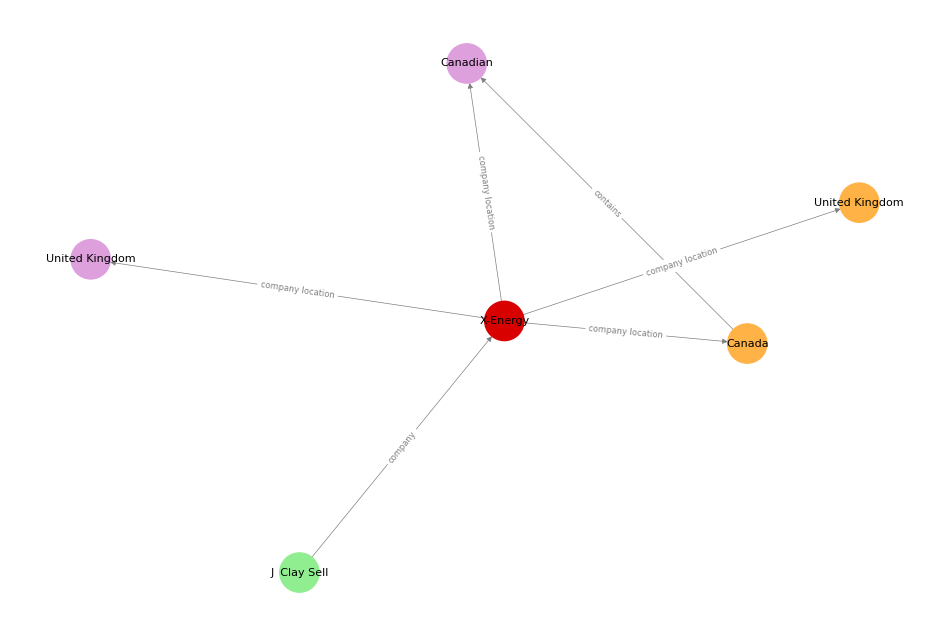 Canadian
company location
contains
United Kingdom
company location
United Kingdom
company location
X-Energy
company location
Canada
company
J Clay Sell